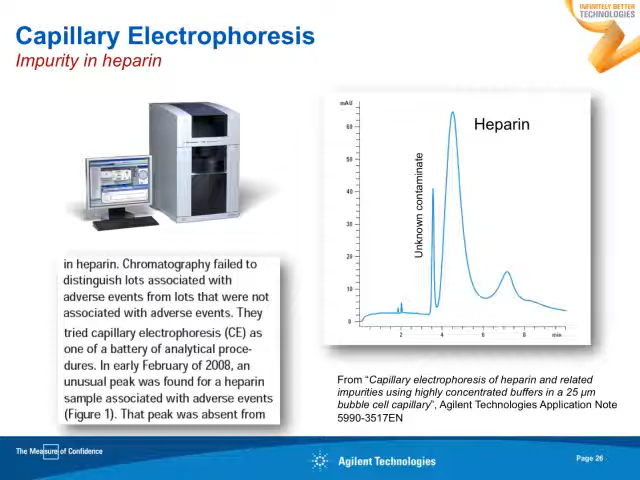 INFINITELY BETTER
TECHNOLOGIES
Capillary Electrophoresis
Impurity in heparin
in heparin. Chromatography failed to
distinguish lots associated with
adverse events from lots that were not
associated with adverse events. They
tried capillary electrophoresis (CE) as
one of a battery of analytical proce-
dures. In early February of 2008, an
unusual peak was found for a heparin
sample associated with adverse events
(Figure 1). That peak was absent from
mAU
60
50
40
30
20
10
0
2
4
6
8
min
Unknown contaminate
Heparin
From “Capillary electrophoresis of heparin and related
impurities using highly concentrated buffers in a 25 µm
bubble cell capillary”, Agilent Technologies Application Note
5990-3517EN
The Measure of Confidence
Agilent Technologies
Page 26